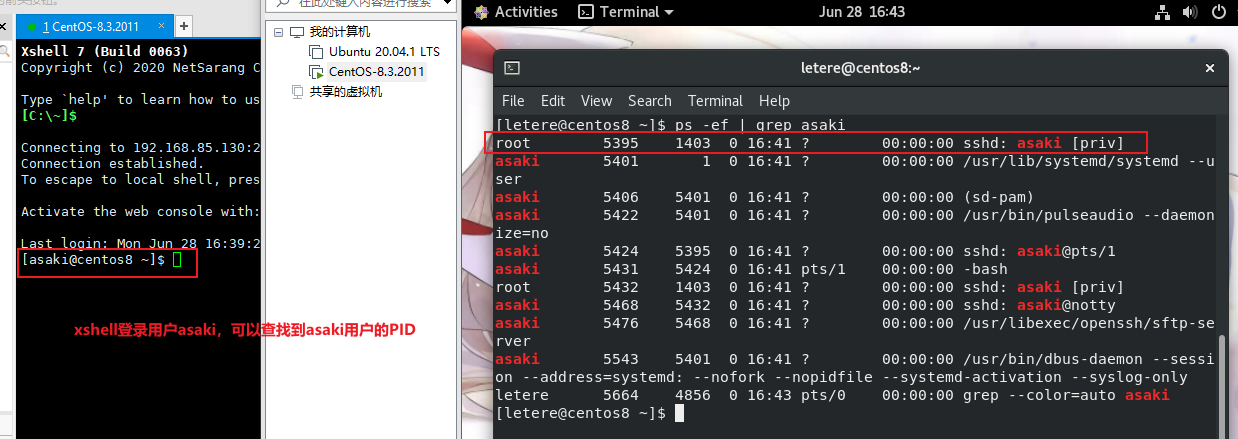 的前关按钮。
1 CentOS-8.3.2011
×
+
Xshell 7 (Build 0063)
Copyright (c) 2020 NetSarang C
Type `help' to learn how to us
[C:\~]$
Connecting to 192.168.85.130:2
Connection established.
To escape to local shell, pres
Activate the web console with:
Last login: Mon Jun 28 16:39:2
[asaki@centos8 ~]$
xshell登录用户asaki，可以查找到asaki用户的PID
在此处键入内容进行搜索
我的计算机
Ubuntu 20.04.1 LTS
CentOS-8.3.2011
共享的虚拟机
Activities
Terminal
Jun 28 16:43
letere@centos8:~
×
File Edit View Search Terminal Help
[letere@centos8 ~]$ ps -ef | grep asaki
root 5395 1403 0 16:41 ? 00:00:00 sshd: asaki [priv]
asaki 5401 1 0 16:41 ? 00:00:00 /usr/lib/systemd/systemd --u
ser
asaki 5406 5401 0 16:41 ? 00:00:00 (sd-pam)
asaki 5422 5401 0 16:41 ? 00:00:00 /usr/bin/pulseaudio --daemon
ize=no
asaki 5424 5395 0 16:41 ? 00:00:00 sshd: asaki@pts/1
asaki 5431 5424 0 16:41 pts/1 00:00:00 -bash
root 5432 1403 0 16:41 ? 00:00:00 sshd: asaki [priv]
asaki 5468 5432 0 16:41 ? 00:00:00 sshd: asaki@notty
asaki 5476 5468 0 16:41 ? 00:00:00 /usr/libexec/openssh/sftp-se
rver
asaki 5543 5401 0 16:41 ? 00:00:00 /usr/bin/dbus-daemon --sessi
on --address=systemd: --nofork --nopidfile --systemd-activation --syslog-only
letere 5664 4856 0 16:43 pts/0 00:00:00 grep --color=auto asaki
[letere@centos8 ~]$